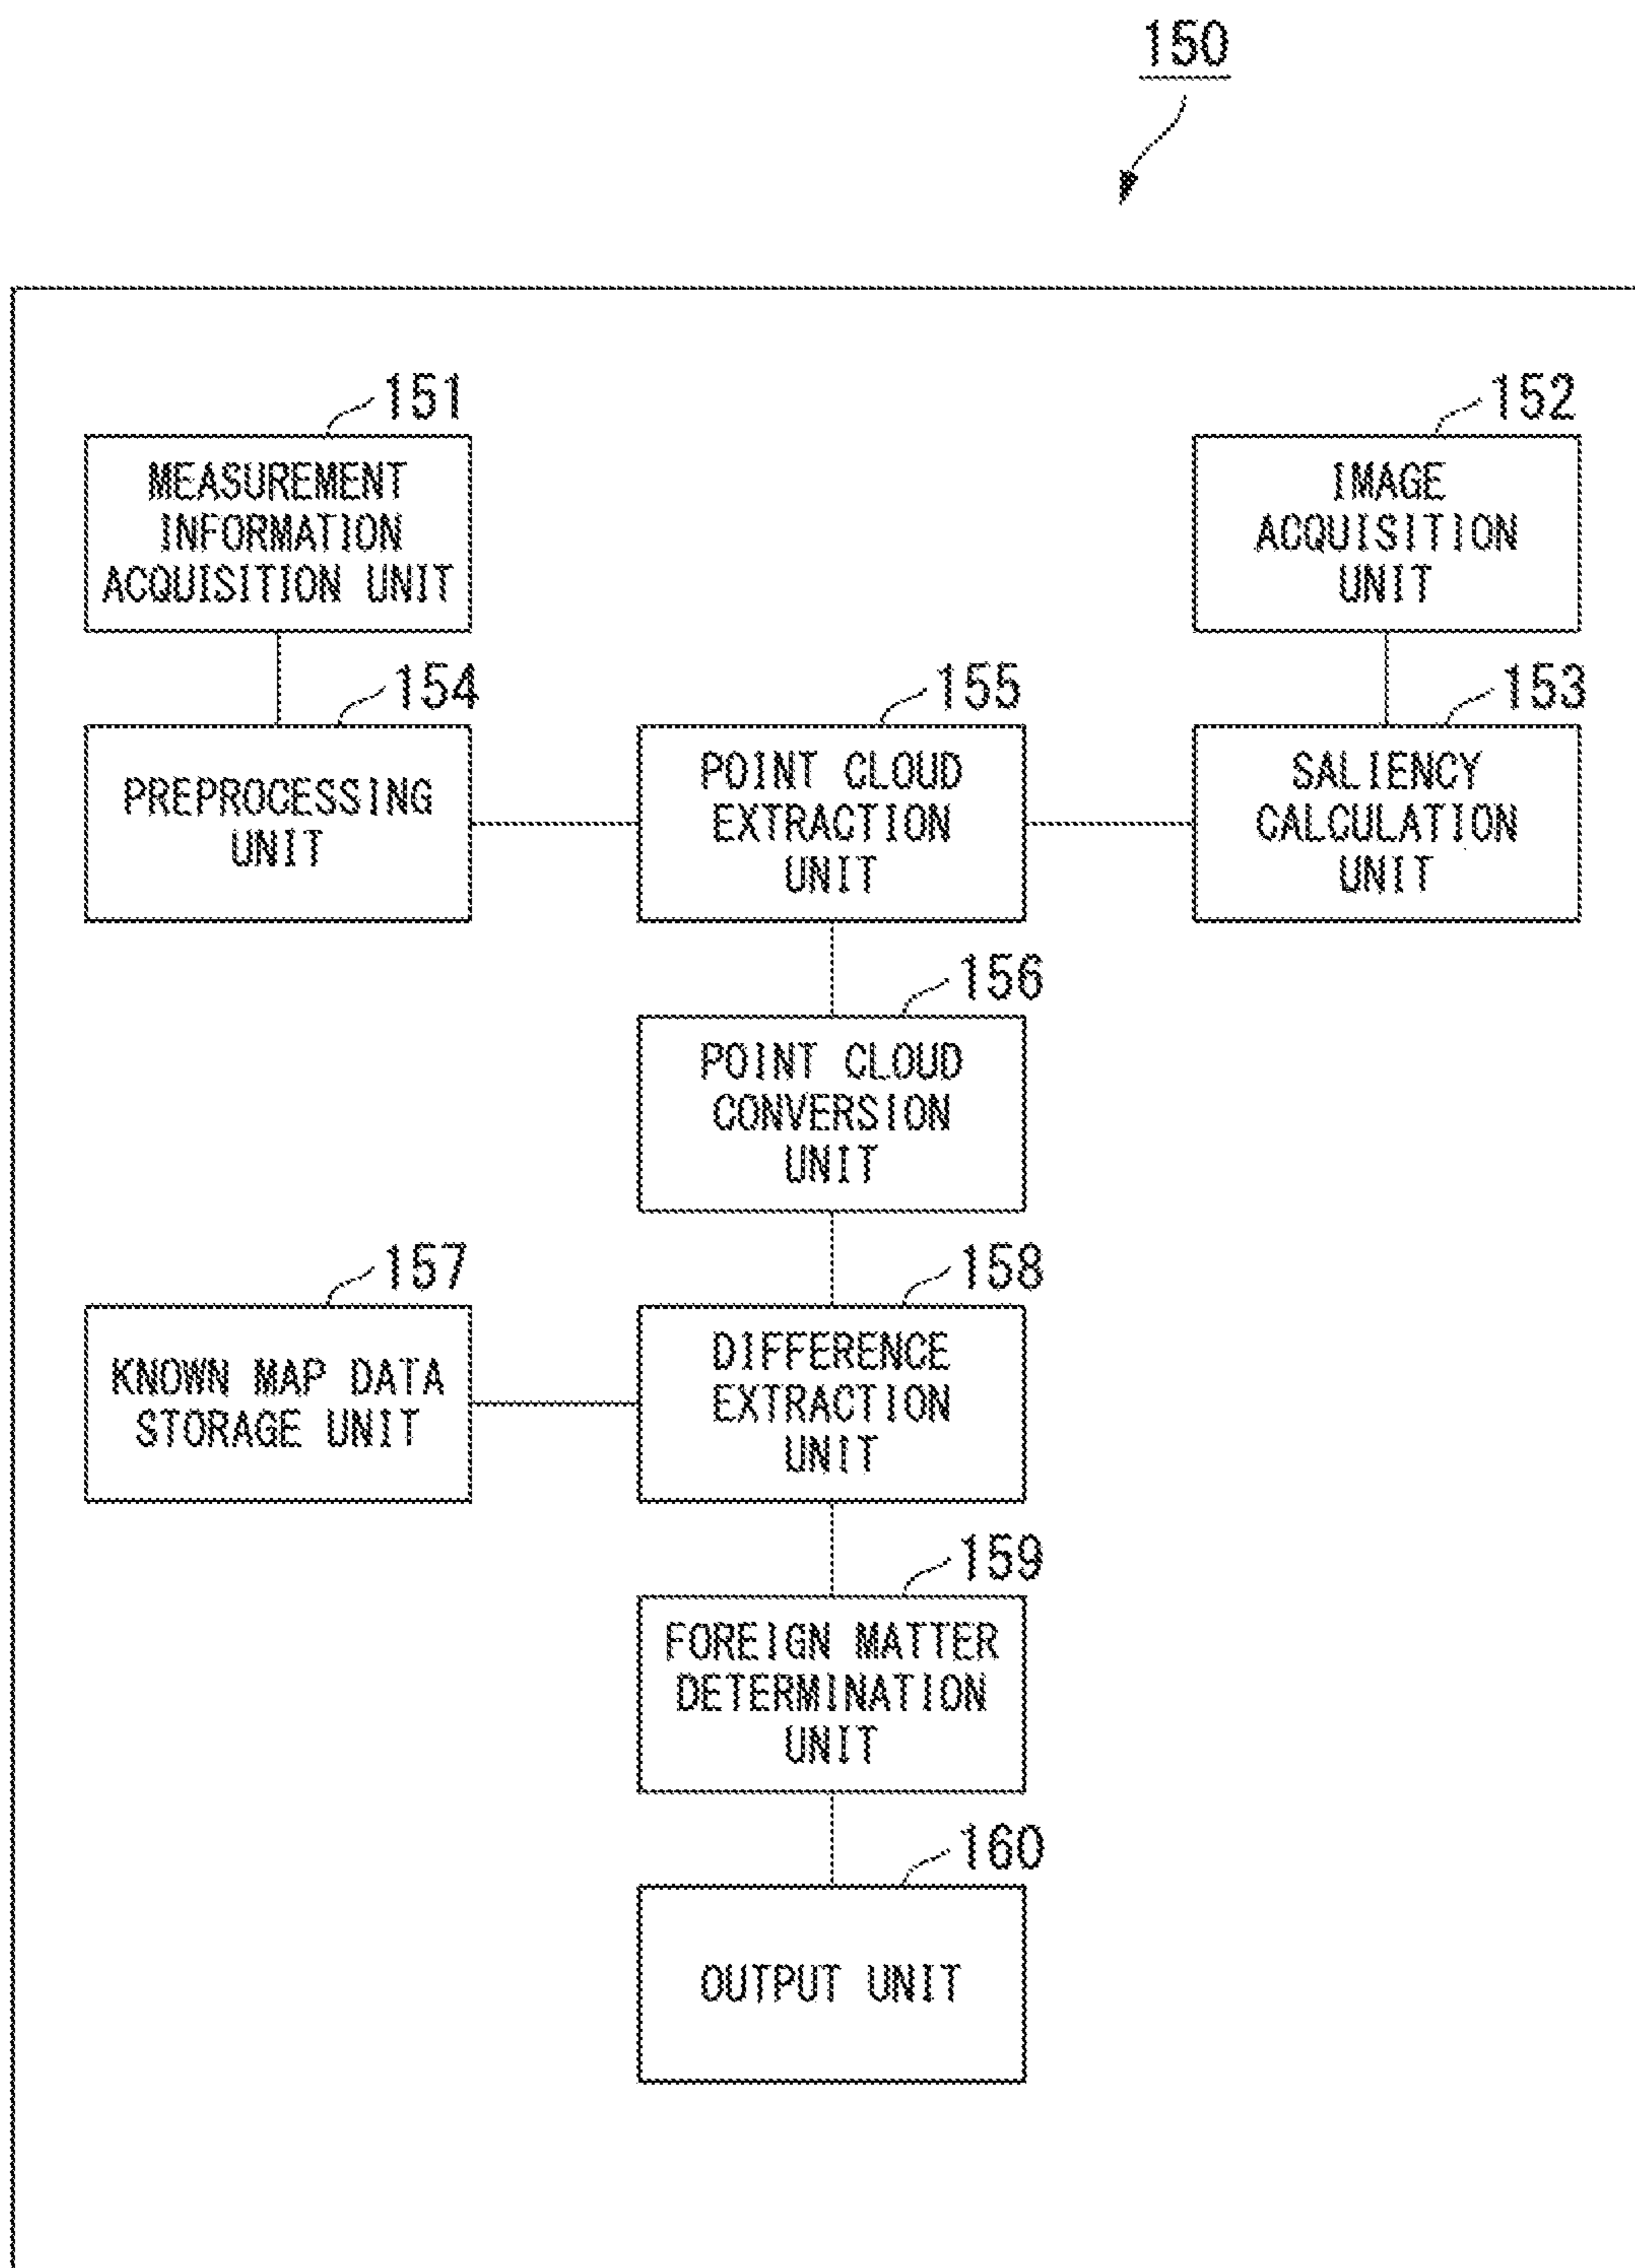 150
151
MEASUREMENT
INFORMATION
ACQUISITION UNIT
152
IMAGE
ACQUISITION
UNIT
154
PREPROCESSING
UNIT
155
POINT CLOUD
EXTRACTION
UNIT
153
SALIENCY
CALCULATION
UNIT
156
POINT CLOUD
CONVERSION
UNIT
157
KNOWN MAP DATA
STORAGE UNIT
158
DIFFERENCE
EXTRACTION
UNIT
159
FOREIGN MATTER
DETERMINATION
UNIT
160
OUTPUT UNIT